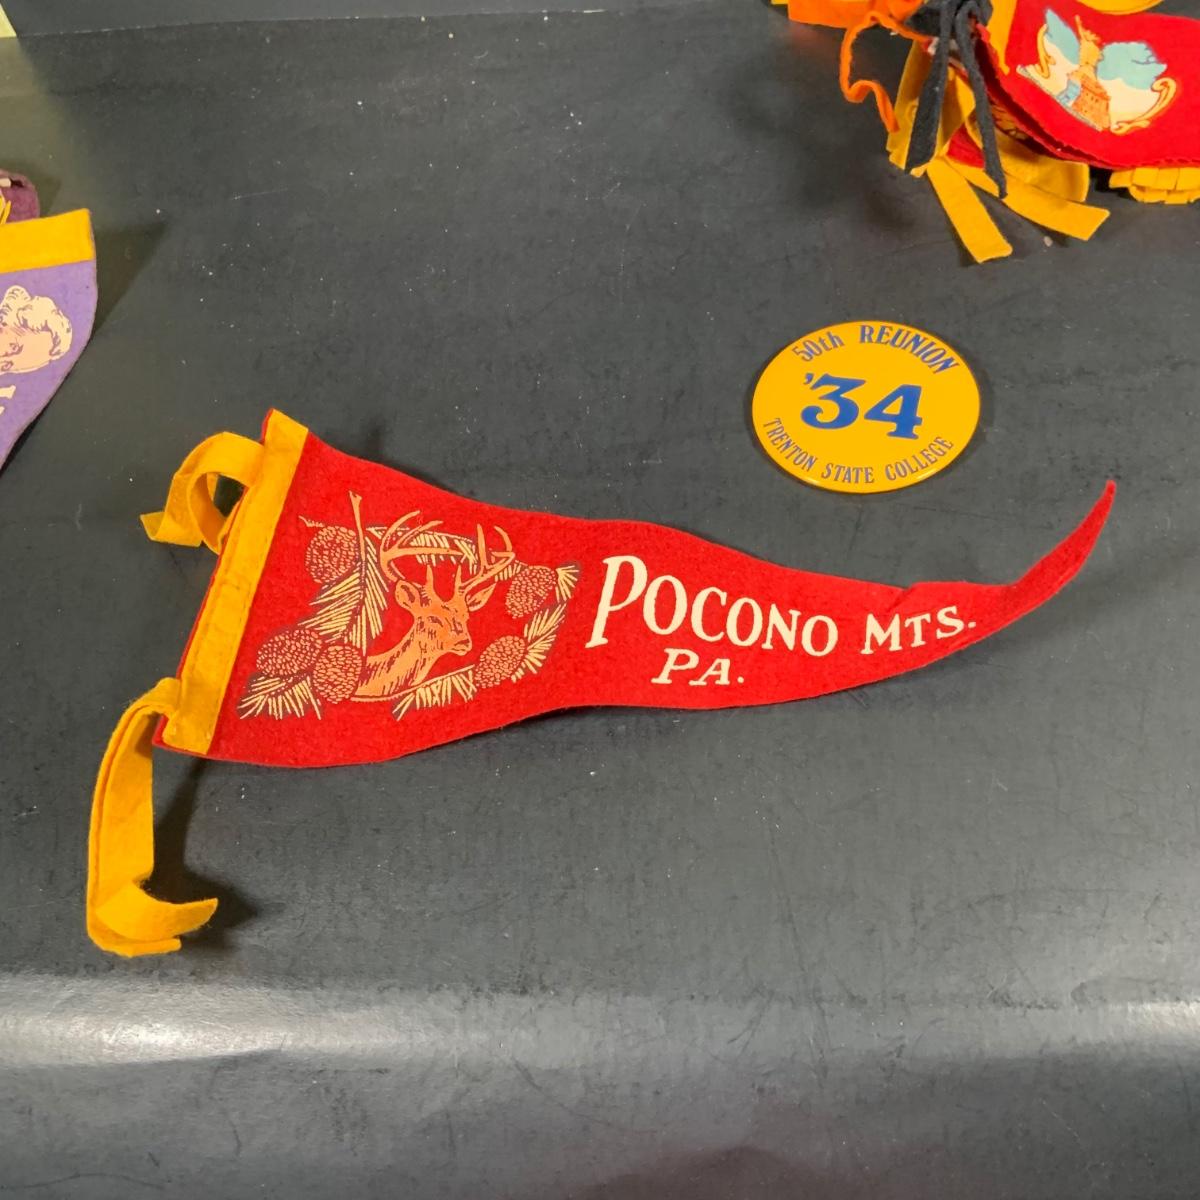 50th REUNION
'34
TRENTON STATE COLLEGE
POCONO MTS.
PA.